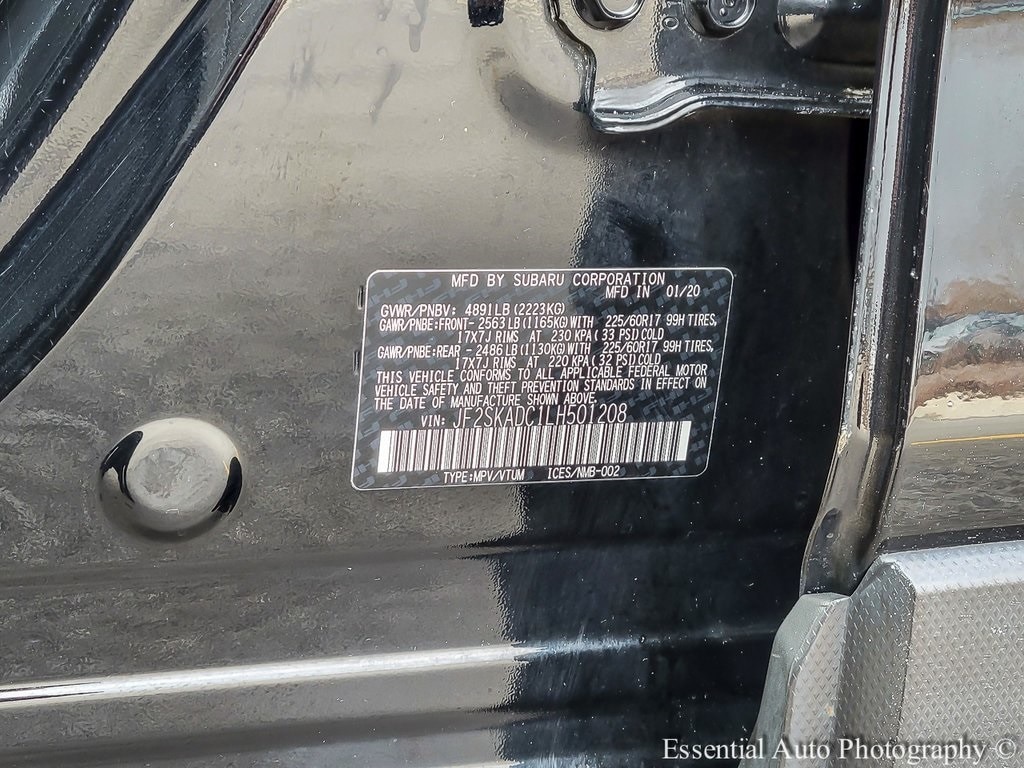 MFD BY SUBARU CORPORATION
MFD IN 01/20
GVWR/PNBV: 4891LB(2223KG)
GAWR/PNBE:FRONT- 2563LB(1165KG)WITH 225/60R17 99H TIRES,
17X7J RIMS AT 230 KPA( 33 PSI)COLD
GAWR/PNBE:REAR - 2486LB(1130KG)WITH 225/60R17 99H TIRES,
17X7J RIMS AT 220 KPA( 32 PSI)COLD
THIS VEHICLE CONFORMS TO ALL APPLICABLE FEDERAL MOTOR
VEHICLE SAFETY AND THEFT PREVENTION STANDARDS IN EFFECT ON
THE DATE OF MANUFACTURE SHOWN ABOVE.
VIN: JF2SKADC1LH501208
TYPE:MPV/VTUM ICES/NMB-002
Essential Auto Photography ©